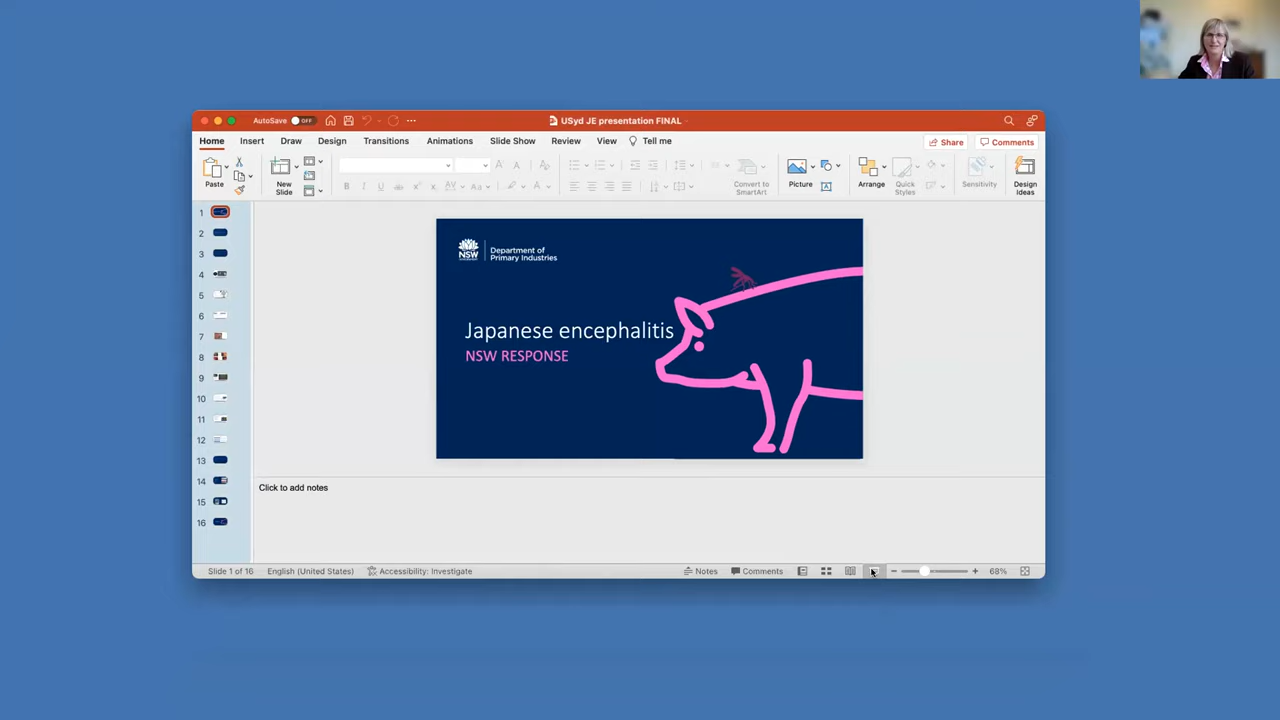 AutoSave OFF
USyd JE presentation FINAL
Home Insert Draw Design Transitions Animations Slide Show Review View Tell me
Share Comments
Paste
New
Slide
Convert to
SmartArt
Picture
Arrange
Quick
Styles
Sensitivity
Design
Ideas
1
2
3
4
5
6
7
8
9
10
11
12
13
14
15
16
NSW
Department of
Primary Industries
Japanese encephalitis
NSW RESPONSE
Click to add notes
Slide 1 of 16 English (United States) Accessibility: Investigate Notes Comments 68%